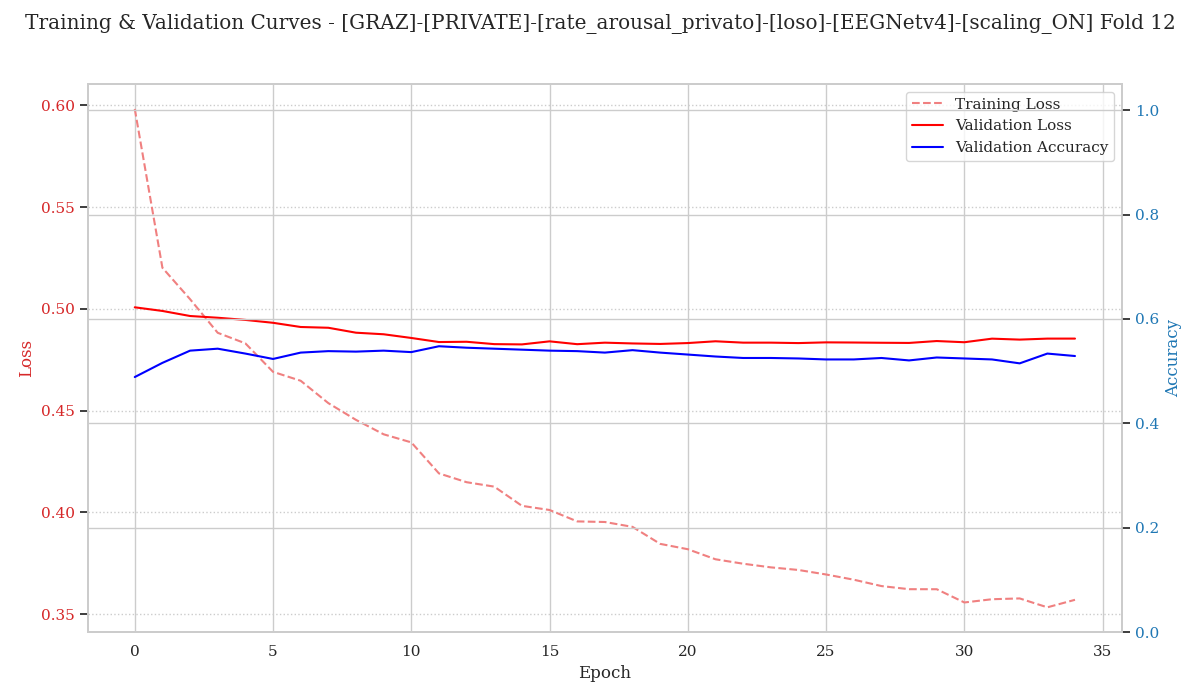 Training & Validation Curves - [GRAZ]-[PRIVATE]-[rate_arousal_privato]-[loso]-[EEGNetv4]-[scaling_ON] Fold 12
Training Loss
Validation Loss
Validation Accuracy
Loss
0.60
0.55
0.50
0.45
0.40
0.35
1.0
0.8
0.6
0.4
0.2
0.0
Accuracy
0 5 10 15 20 25 30 35
Epoch